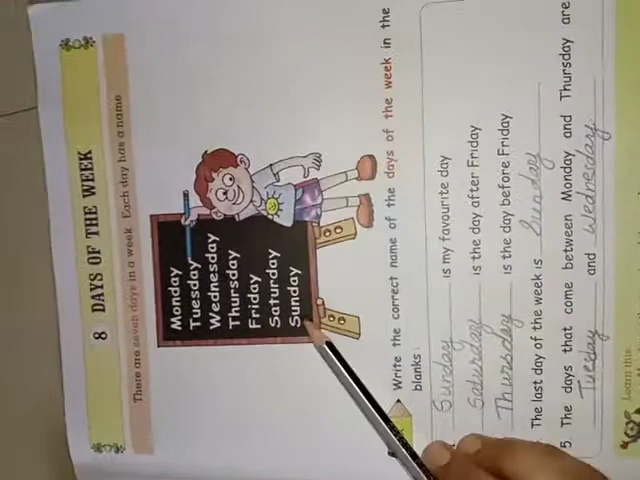 8 DAYS OF THE WEEK
There are seven days in a week. Each day has a name
Monday
Tuesday
Wednesday
Thursday
Friday
Saturday
Sunday
Write the correct name of the days of the week in the
blanks:
Sunday is my favourite day
Saturday is the day after Friday
Thursday is the day before Friday
The last day of the week is Sunday
5. The days that come between Monday and Thursday are
Tueday and Wednesday.
Learn this: